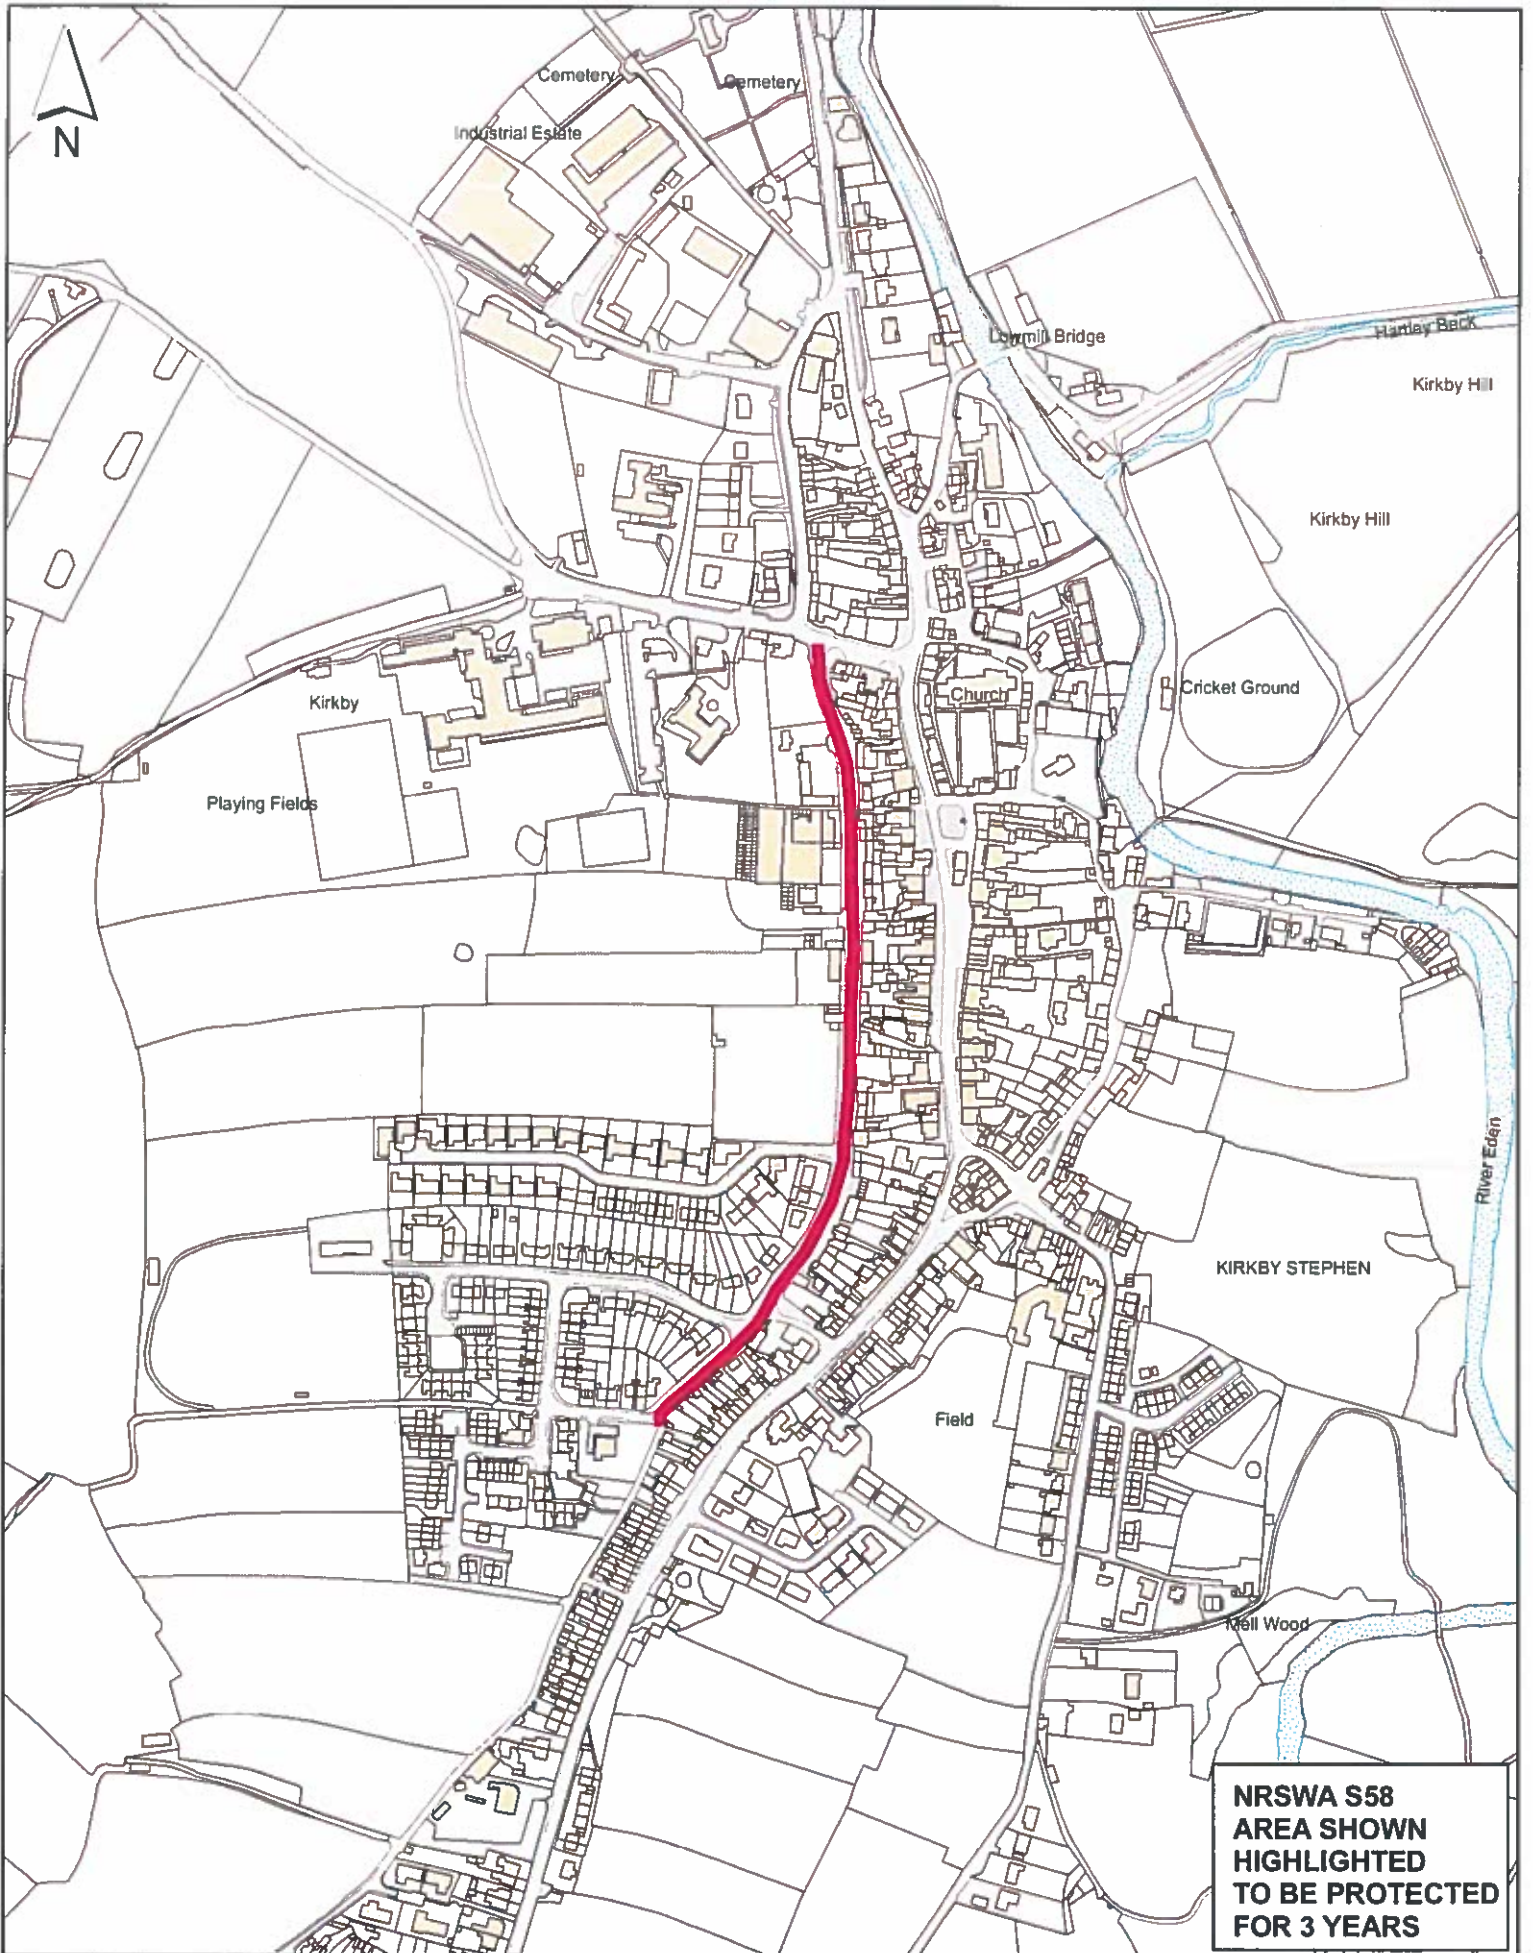 N
Cemetery
Cemetery
Industrial Estate
Lowmill Bridge
Hartley Beck
Kirkby Hill
Kirkby Hill
Kirkby
Church
Cricket Ground
Playing Fields
River Eden
KIRKBY STEPHEN
Field
Mell Wood
NRSWA S58
AREA SHOWN
HIGHLIGHTED
TO BE PROTECTED
FOR 3 YEARS